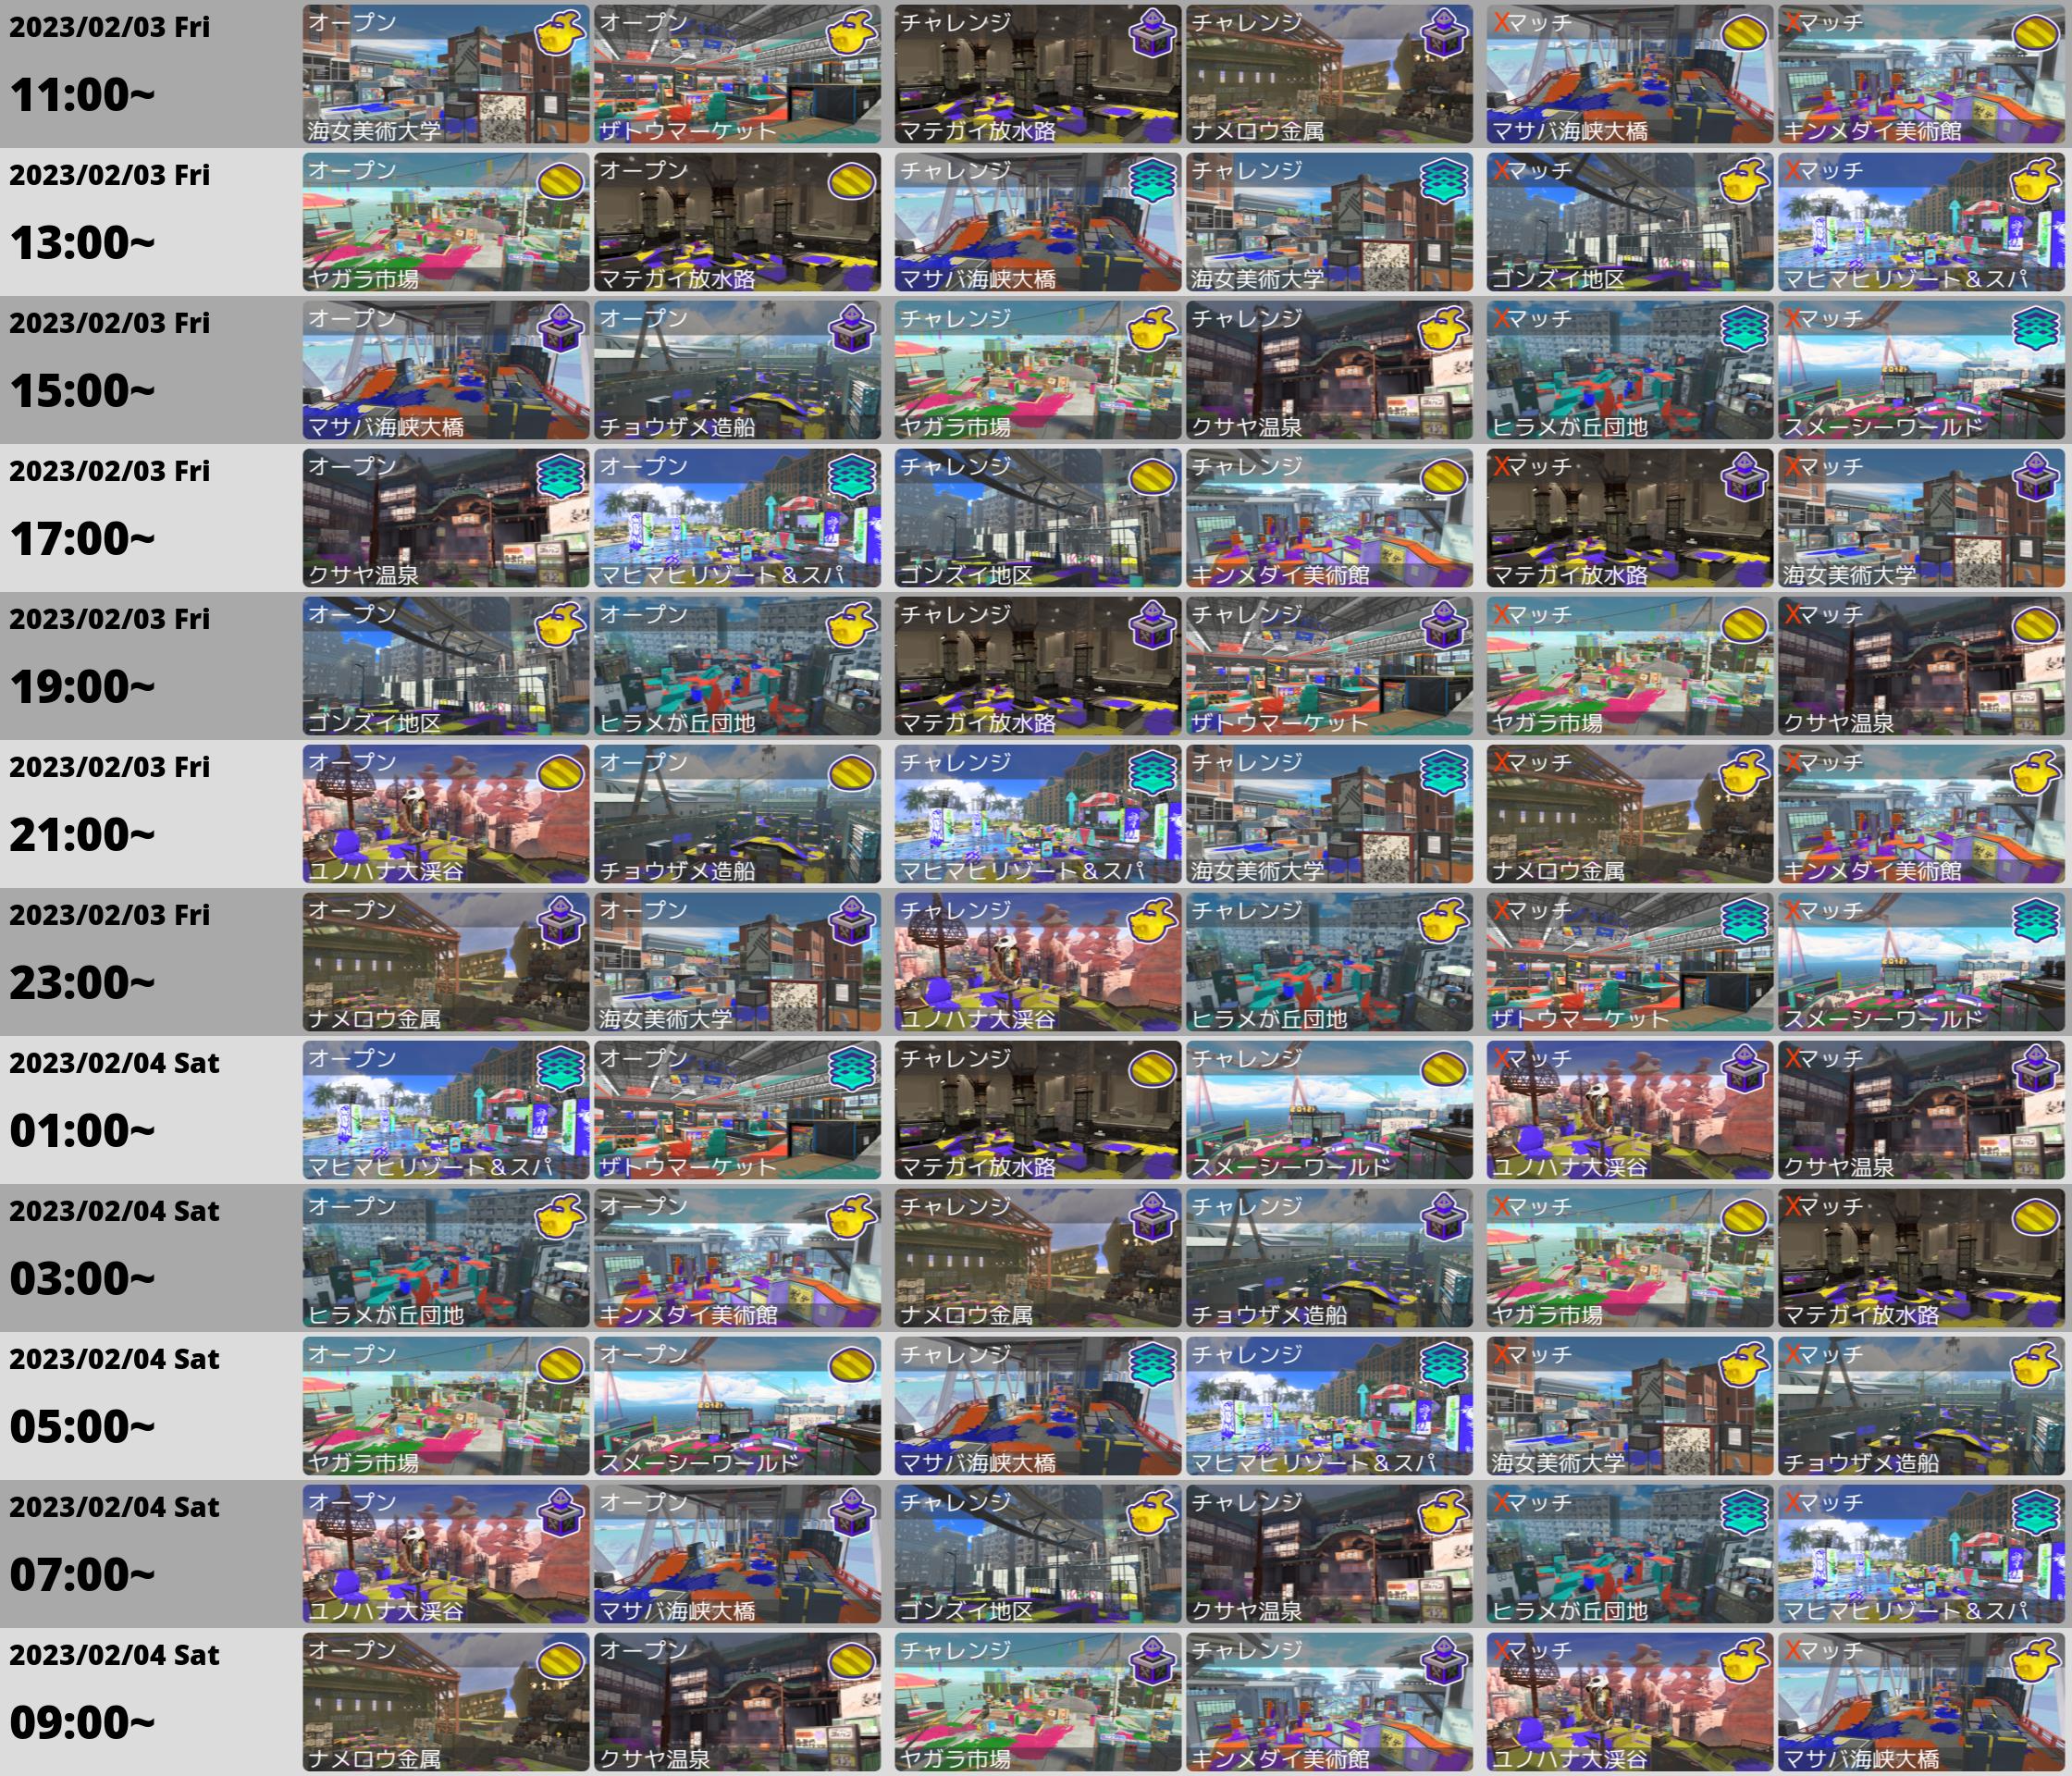 2023/02/03 Fri
11:00~
オープン オープン チャレンジ チャレンジ Xマッチ Xマッチ
海女美術大学 ザトウマーケット マテガイ放水路 ナメロウ金属 マサバ海峡大橋 キンメダイ美術館
2023/02/03 Fri
13:00~
オープン オープン チャレンジ チャレンジ Xマッチ Xマッチ
ヤガラ市場 マテガイ放水路 マサバ海峡大橋 海女美術大学 ゴンズイ地区 マヒマヒリゾート＆スパ
2023/02/03 Fri
15:00~
オープン オープン チャレンジ チャレンジ Xマッチ Xマッチ
マサバ海峡大橋 チョウザメ造船 ヤガラ市場 クサヤ温泉 ヒラメが丘団地 スメーシーワールド
2023/02/03 Fri
17:00~
オープン オープン チャレンジ チャレンジ Xマッチ Xマッチ
クサヤ温泉 マヒマヒリゾート＆スパ ゴンズイ地区 キンメダイ美術館 マテガイ放水路 海女美術大学
2023/02/03 Fri
19:00~
オープン オープン チャレンジ チャレンジ Xマッチ Xマッチ
ゴンズイ地区 ヒラメが丘団地 マテガイ放水路 ザトウマーケット ヤガラ市場 クサヤ温泉
2023/02/03 Fri
21:00~
オープン オープン チャレンジ チャレンジ Xマッチ Xマッチ
ユノハナ大渓谷 チョウザメ造船 マヒマヒリゾート＆スパ 海女美術大学 ナメロウ金属 キンメダイ美術館
2023/02/03 Fri
23:00~
オープン オープン チャレンジ チャレンジ Xマッチ Xマッチ
ナメロウ金属 海女美術大学 ユノハナ大渓谷 ヒラメが丘団地 ザトウマーケット スメーシーワールド
2023/02/04 Sat
01:00~
オープン オープン チャレンジ チャレンジ Xマッチ Xマッチ
マヒマヒリゾート＆スパ ザトウマーケット マテガイ放水路 スメーシーワールド ユノハナ大渓谷 クサヤ温泉
2023/02/04 Sat
03:00~
オープン オープン チャレンジ チャレンジ Xマッチ Xマッチ
ヒラメが丘団地 キンメダイ美術館 ナメロウ金属 チョウザメ造船 ヤガラ市場 マテガイ放水路
2023/02/04 Sat
05:00~
オープン オープン チャレンジ チャレンジ Xマッチ Xマッチ
ヤガラ市場 スメーシーワールド マサバ海峡大橋 マヒマヒリゾート＆スパ 海女美術大学 チョウザメ造船
2023/02/04 Sat
07:00~
オープン オープン チャレンジ チャレンジ Xマッチ Xマッチ
ユノハナ大渓谷 マサバ海峡大橋 ゴンズイ地区 クサヤ温泉 ヒラメが丘団地 マヒマヒリゾート＆スパ
2023/02/04 Sat
09:00~
オープン オープン チャレンジ チャレンジ Xマッチ Xマッチ
ナメロウ金属 クサヤ温泉 ヤガラ市場 キンメダイ美術館 ユノハナ大渓谷 マサバ海峡大橋